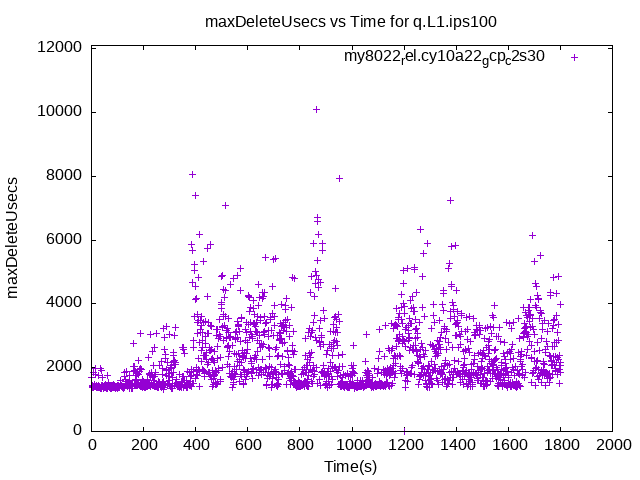 maxDeleteUsecs vs Time for q.L1.ips100
my8022rel.cy10a22gcpc2s30
12000
10000
8000
6000
4000
2000
0
maxDeleteUsecs
0 200 400 600 800 1000 1200 1400 1600 1800 2000
Time(s)